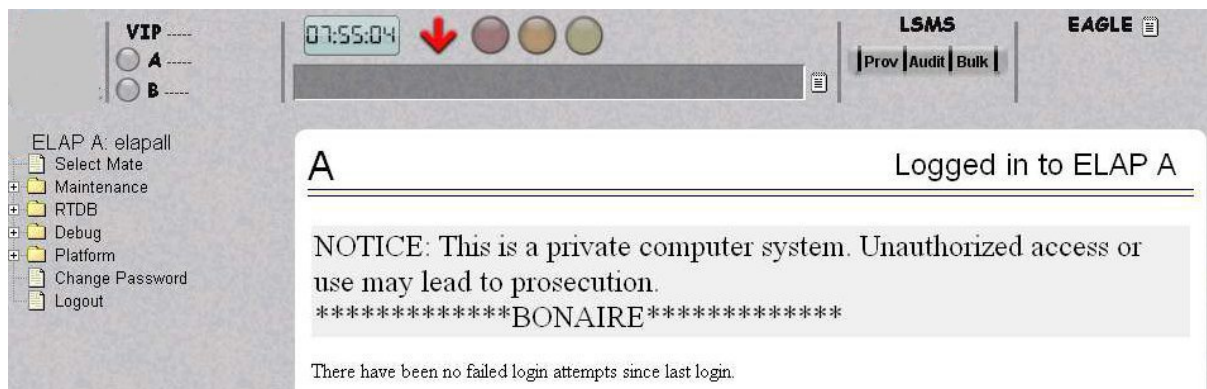 VIP -----
A -----
B -----
07:55:04
LSMS
Prov Audit Bulk
EAGLE
ELAP A: elapall
Select Mate
Maintenance
RTDB
Debug
Platform
Change Password
Logout
A
Logged in to ELAP A
NOTICE: This is a private computer system. Unauthorized access or
use may lead to prosecution.
*************BONAIRE*************
There have been no failed login attempts since last login.